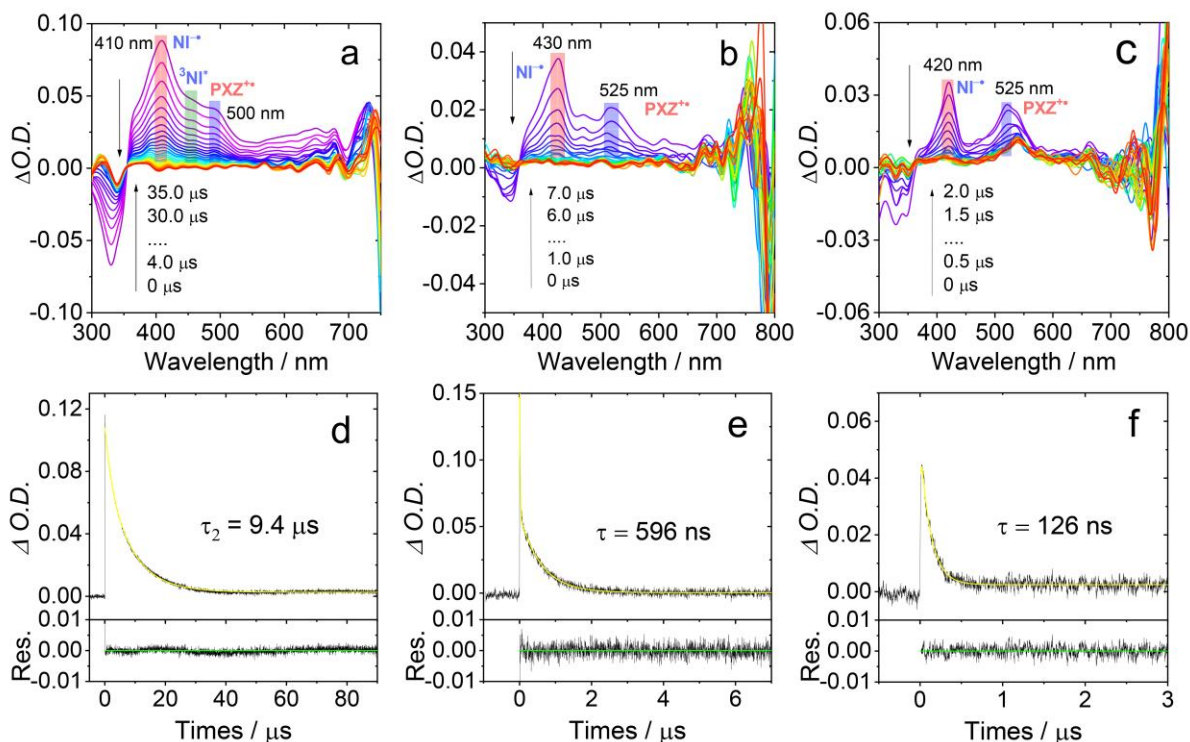 a
410 nm
NI⁻•
³NI*
PXZ⁺•
500 nm
35.0 μs
30.0 μs
....
4.0 μs
0 μs
0.10
0.05
0.00
-0.05
-0.10
Δ O.D.
300 400 500 600 700
Wavelength / nm
b
430 nm
NI⁻•
525 nm
PXZ⁺•
7.0 μs
6.0 μs
....
1.0 μs
0 μs
0.04
0.02
0.00
-0.02
-0.04
Δ O.D.
300 400 500 600 700 800
Wavelength / nm
c
420 nm
NI⁻•
525 nm
PXZ⁺•
2.0 μs
1.5 μs
....
0.5 μs
0 μs
0.06
0.03
0.00
-0.03
-0.06
Δ O.D.
300 400 500 600 700 800
Wavelength / nm
d
τ₂ = 9.4 μs
0.12
0.08
0.04
0.00
Δ O.D.
0.01
0.00
-0.01
Res.
0 20 40 60 80
Times / μs
e
τ = 596 ns
0.15
0.10
0.05
0.00
Δ O.D.
0.01
0.00
-0.01
Res.
0 2 4 6
Times / μs
f
τ = 126 ns
0.06
0.04
0.02
0.00
Δ O.D.
0.01
0.00
-0.01
Res.
0 1 2 3
Times / μs